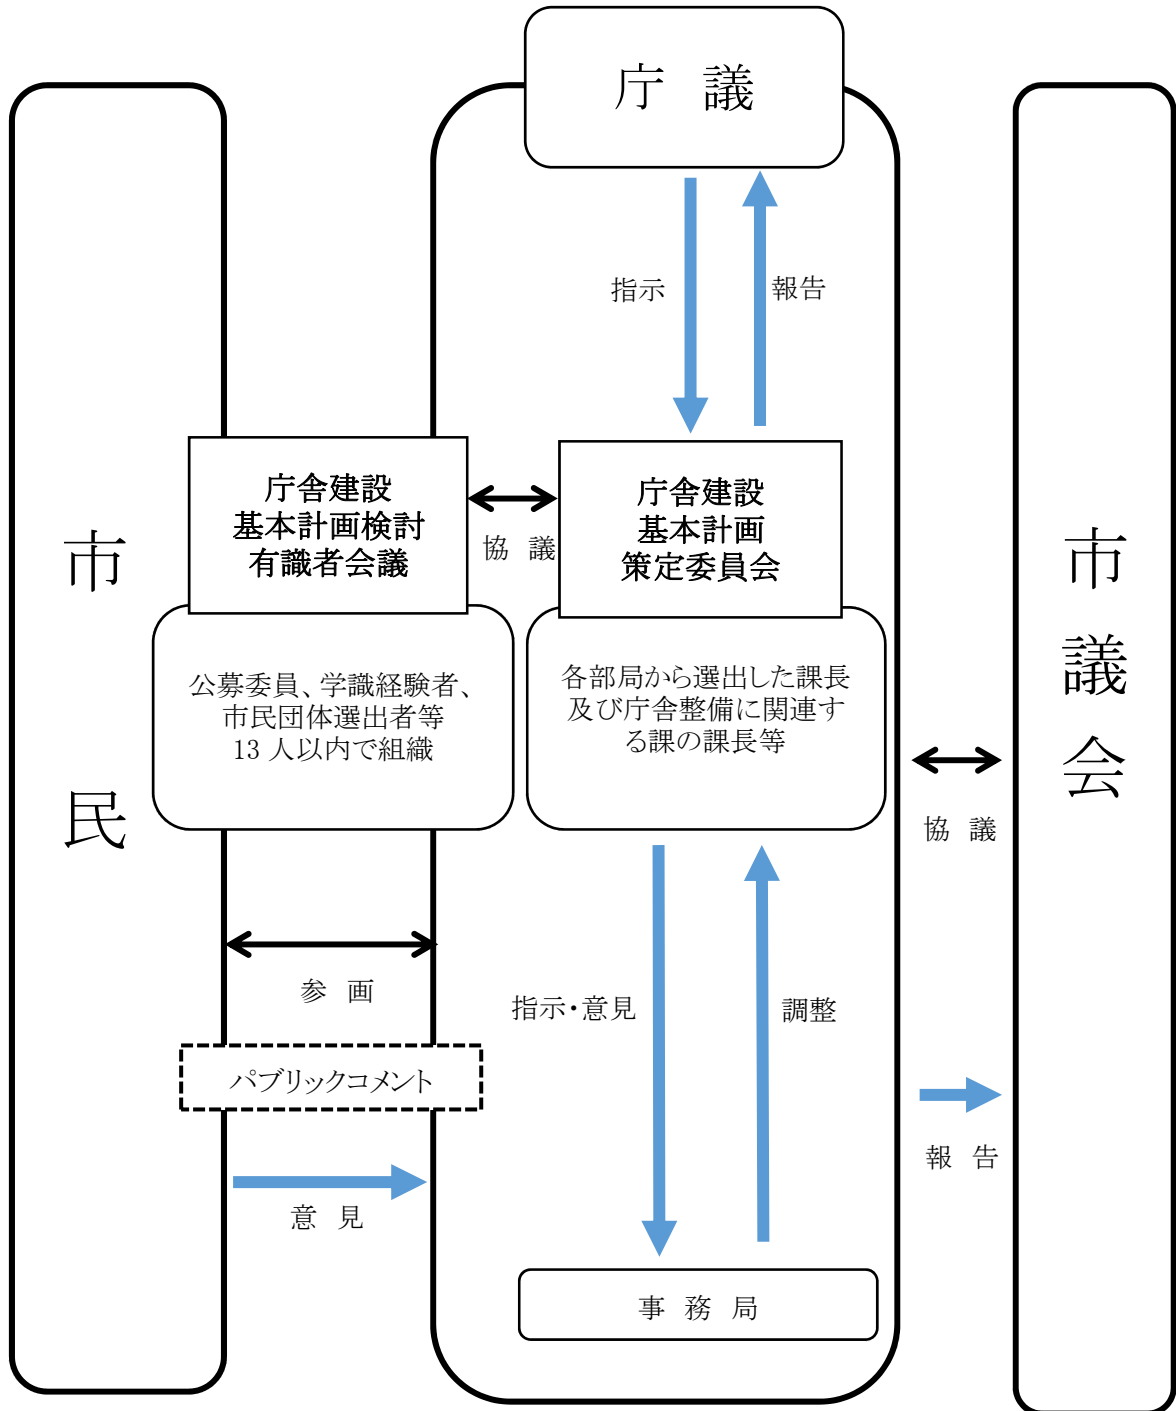 庁 議
指示
報告
市
民
庁舎建設
基本計画検討
有識者会議
協 議
庁舎建設
基本計画
策定委員会
公募委員、学識経験者、
市民団体選出者等
13 人以内で組織
各部局から選出した課長
及び庁舎整備に関連す
る課の課長等
市
議
会
協 議
参 画
指示・意見
調整
パブリックコメント
報 告
意 見
事 務 局